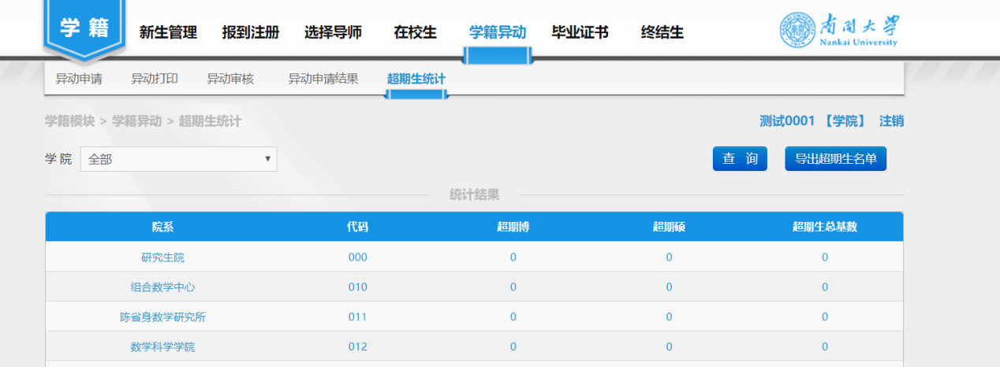 学 籍
新生管理 报到注册 选择导师 在校生 学籍异动 毕业证书 终结生
南开大学
Nankai University
异动申请 异动打印 异动审核 异动申请结果 超期生统计
学籍模块 > 学籍异动 > 超期生统计
测试0001 【学院】 注销
学 院 全部 查 询 导出超期生名单
统计结果
院系 代码 超期博 超期硕 超期生总基数
研究生院 000 0 0 0
组合数学中心 010 0 0 0
陈省身数学研究所 011 0 0 0
数学科学学院 012 0 0 0